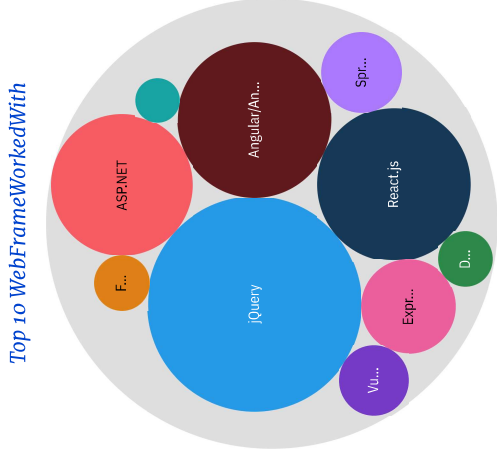 Top 10 WebFrameWorkedWith
Spr...
Angular/An...
ASP.NET
React.js
D...
F...
Expr...
jQuery
Vu...